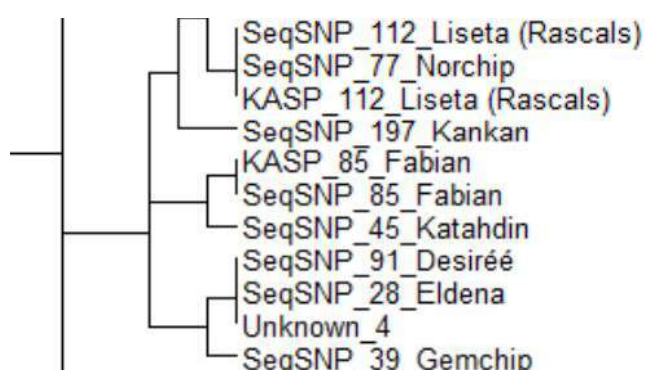 SeqSNP_112_Liseta (Rascals)
SeqSNP_77_Norchip
KASP_112_Liseta (Rascals)
SeqSNP_197_Kankan
KASP_85_Fabian
SeqSNP_85_Fabian
SeqSNP_45_Katahdin
SeqSNP_91_Desiréé
SeqSNP_28_Eldena
Unknown_4
SeqSNP_39_Gemchip